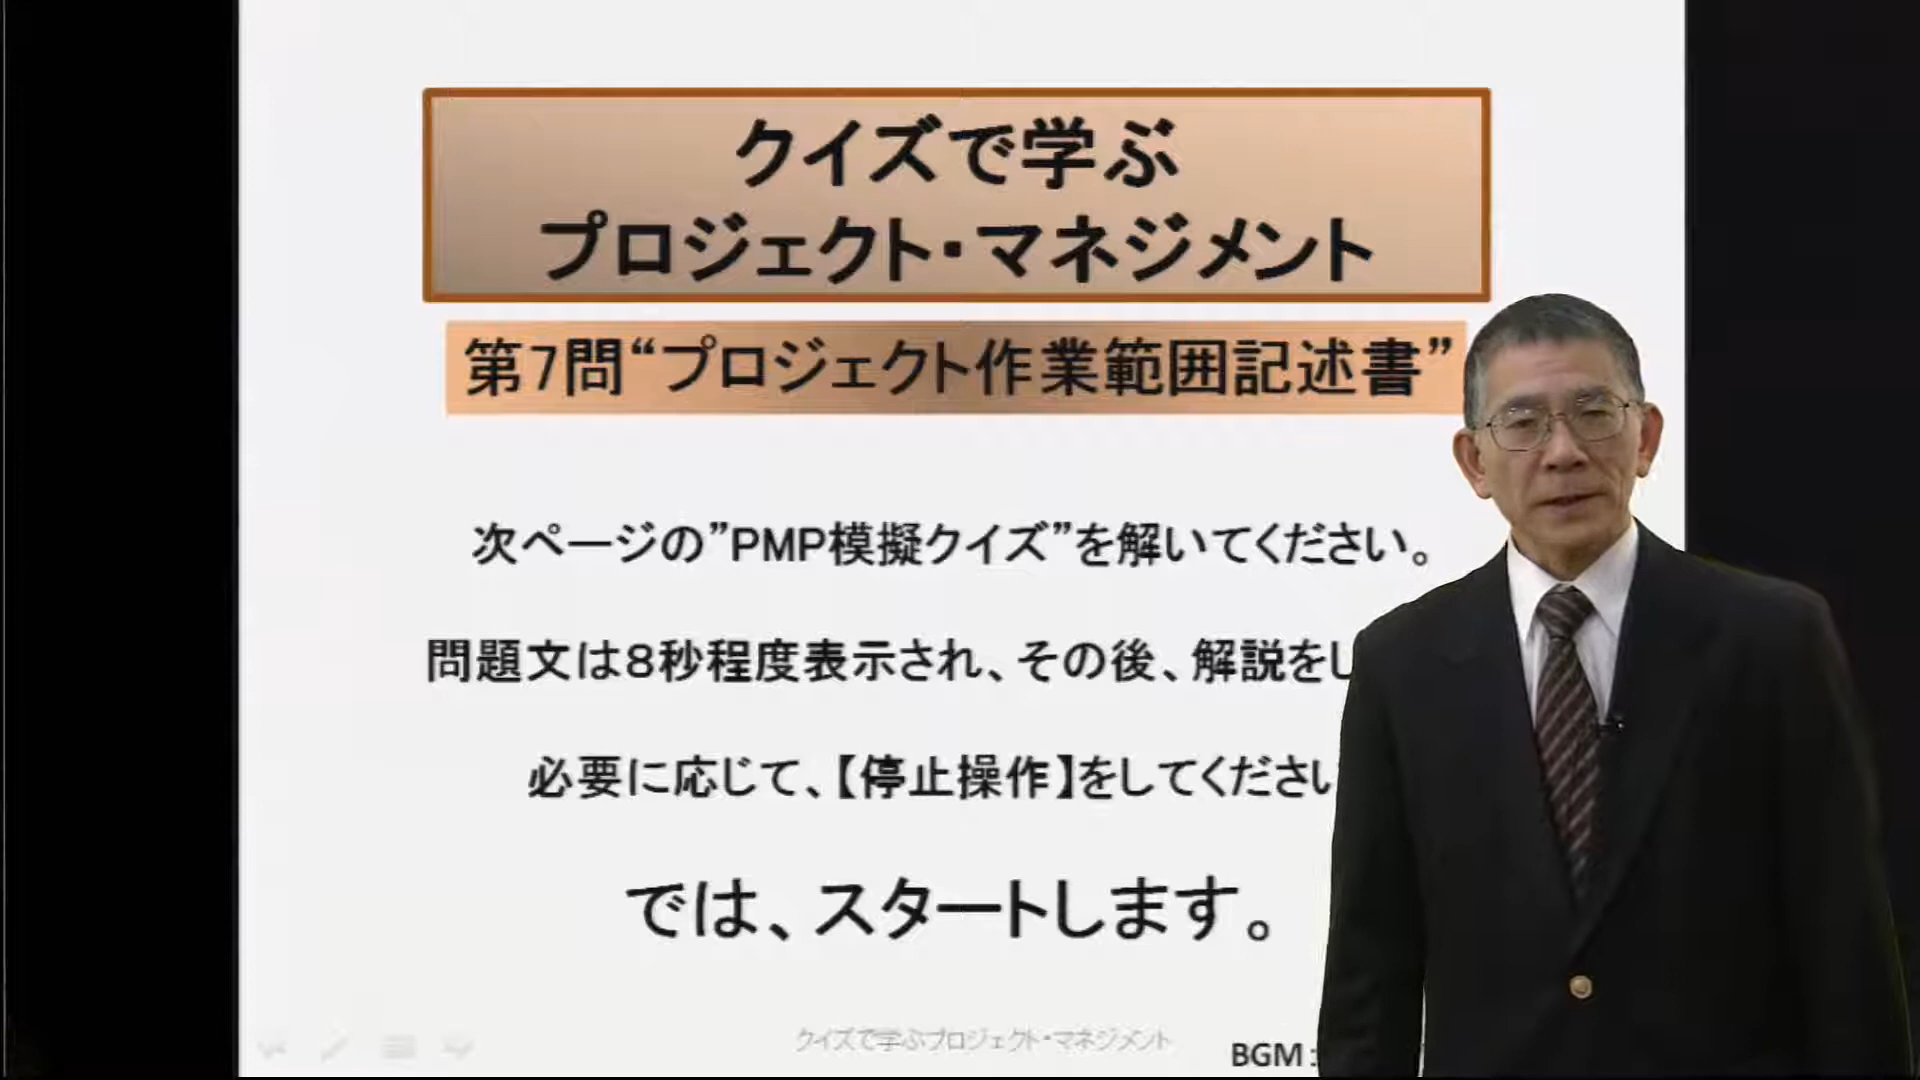 クイズで学ぶ
プロジェクト・マネジメント
第7問“プロジェクト作業範囲記述書”
次ページの”PMP模擬クイズ”を解いてください。
問題文は8秒程度表示され、その後、解説をし
必要に応じて、【停止操作】をしてください
では、スタートします。
クイズで学ぶプロジェクト・マネジメント
BGM：